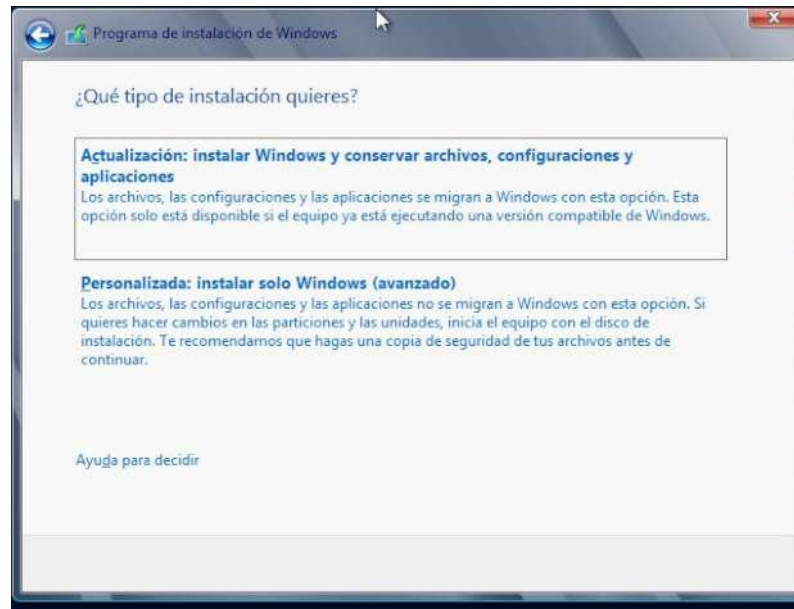 Programa de instalación de Windows
¿Qué tipo de instalación quieres?
Actualización: instalar Windows y conservar archivos, configuraciones y
aplicaciones
Los archivos, las configuraciones y las aplicaciones se migran a Windows con esta opción. Esta
opción solo está disponible si el equipo ya está ejecutando una versión compatible de Windows.
Personalizada: instalar solo Windows (avanzado)
Los archivos, las configuraciones y las aplicaciones no se migran a Windows con esta opción. Si
quieres hacer cambios en las particiones y las unidades, inicia el equipo con el disco de
instalación. Te recomendamos que hagas una copia de seguridad de tus archivos antes de
continuar.
Ayuda para decidir